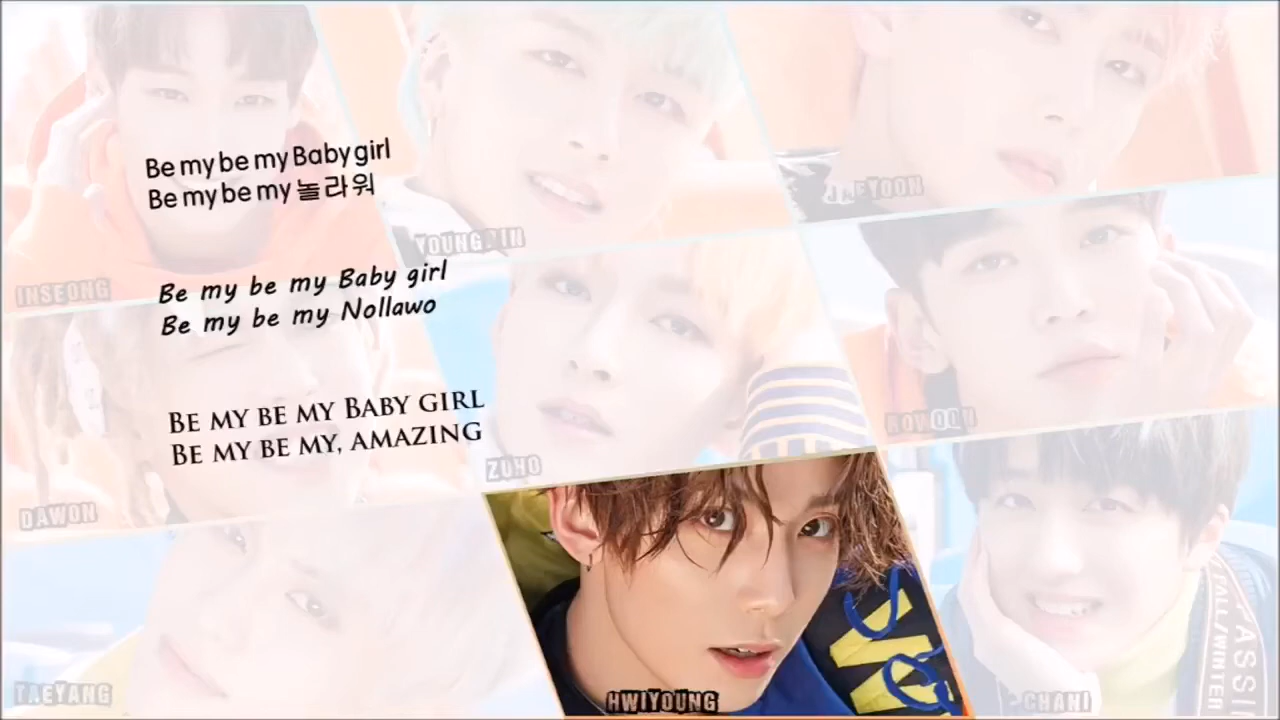 Be my be my Baby girl
Be my be my 놀라워
Be my be my Baby girl
Be my be my Nollawo
BE MY BE MY BABY GIRL
BE MY BE MY, AMAZING
INSEONG
YOUNGBIN
JAEYOON
DAWON
ZUHO
ROWOON
TAEYANG
HWIYOUNG
CHANI
FALL/WINTER